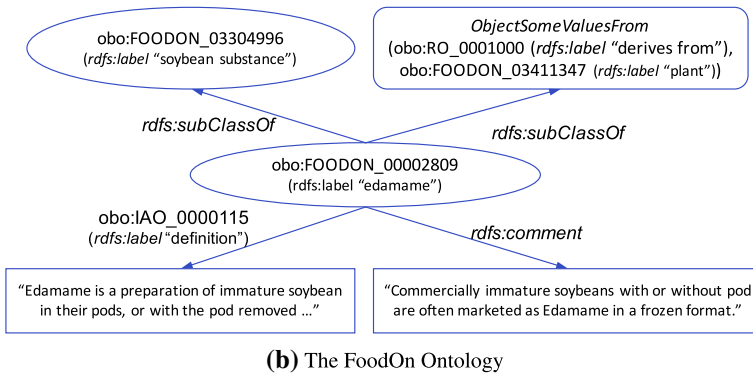 obo:FOODON_03304996
(rdfs:label “soybean substance”)
ObjectSomeValuesFrom
(obo:RO_0001000 (rdfs:label “derives from”),
obo:FOODON_03411347 (rdfs:label “plant”))
rdfs:subClassOf
rdfs:subClassOf
obo:FOODON_00002809
(rdfs:label “edamame”)
obo:IAO_0000115
(rdfs:label “definition”)
rdfs:comment
“Edamame is a preparation of immature soybean
in their pods, or with the pod removed ...”
“Commercially immature soybeans with or without pod
are often marketed as Edamame in a frozen format.”
(b) The FoodOn Ontology